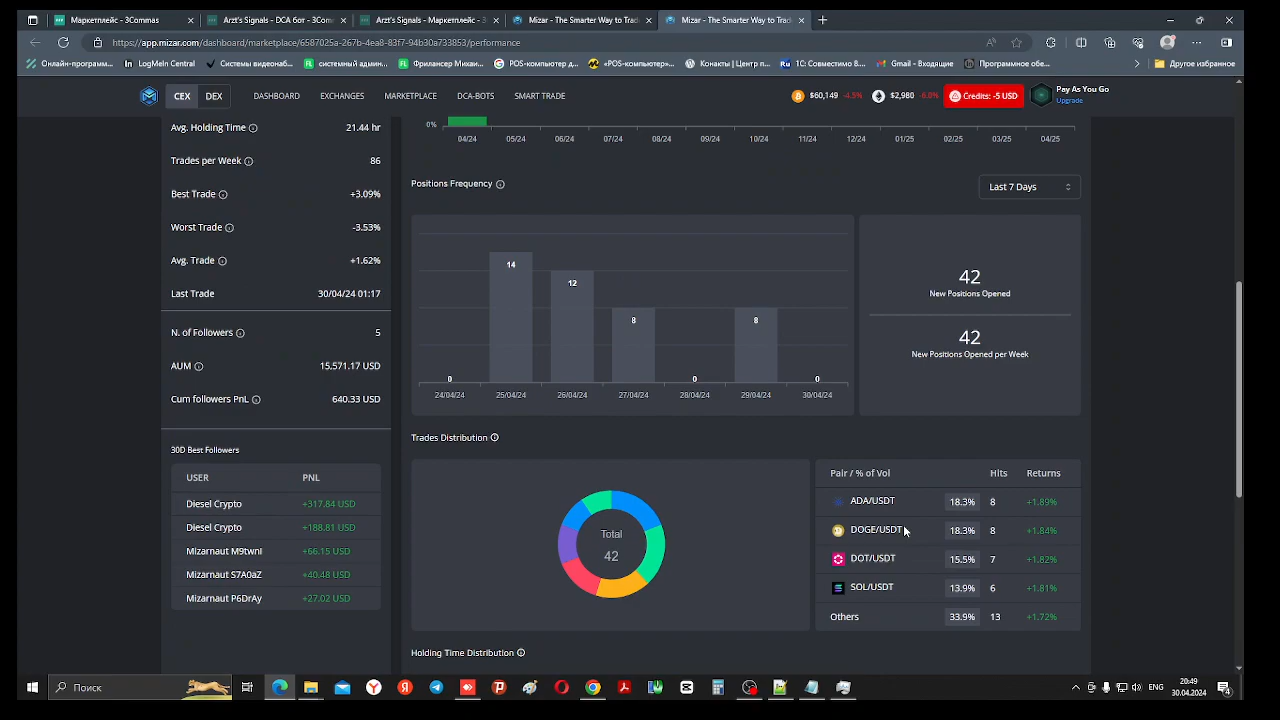 Маркетплейс - 3Commas
Arzt's Signals - DCA бот - 3Com
Arzt's Signals - Маркетплейс - 3
Mizar - The Smarter Way to Trad
Mizar - The Smarter Way to Trad
https://app.mizar.com/dashboard/marketplace/6587025a-267b-4ea8-83f7-94b30a733853/performance
Онлайн-программ...
LogMeIn Central
Системы видеонаб...
системный админ...
Фрилансер Михаи...
POS-компьютер д...
«POS-компьютер»...
Конакты | Центр п...
1С: Совместимо 8...
Gmail - Входящие
Программное обе...
Другое избранное
CEX
DEX
DASHBOARD
EXCHANGES
MARKETPLACE
DCA-BOTS
SMART TRADE
$60,149 -4.5%
$2,980 -6.0%
Credits: -5 USD
Pay As You Go
Upgrade
Avg. Holding Time 21.44 hr
Trades per Week 86
Best Trade +3.09%
Worst Trade -3.53%
Avg. Trade +1.62%
Last Trade 30/04/24 01:17
N. of Followers 5
AUM 15.571.17 USD
Cum followers PnL 640.33 USD
30D Best Followers
USER PNL
Diesel Crypto +317.84 USD
Diesel Crypto +188.81 USD
Mizarnaut M9twnI +66.15 USD
Mizarnaut S7A0aZ +40.48 USD
Mizarnaut P6DrAy +27.02 USD
0%
04/24 05/24 06/24 07/24 08/24 09/24 10/24 11/24 12/24 01/25 02/25 03/25 04/25
Positions Frequency
Last 7 Days
0 14 12 8 0 8 0
24/04/24 25/04/24 26/04/24 27/04/24 28/04/24 29/04/24 30/04/24
42
New Positions Opened
42
New Positions Opened per Week
Trades Distribution
Total
42
Pair / % of Vol Hits Returns
ADA/USDT 18.3% 8 +1.89%
DOGE/USDT 18.3% 8 +1.84%
DOT/USDT 15.5% 7 +1.82%
SOL/USDT 13.9% 6 +1.81%
Others 33.9% 13 +1.72%
Holding Time Distribution
Поиск
ENG
20:49
30.04.2024